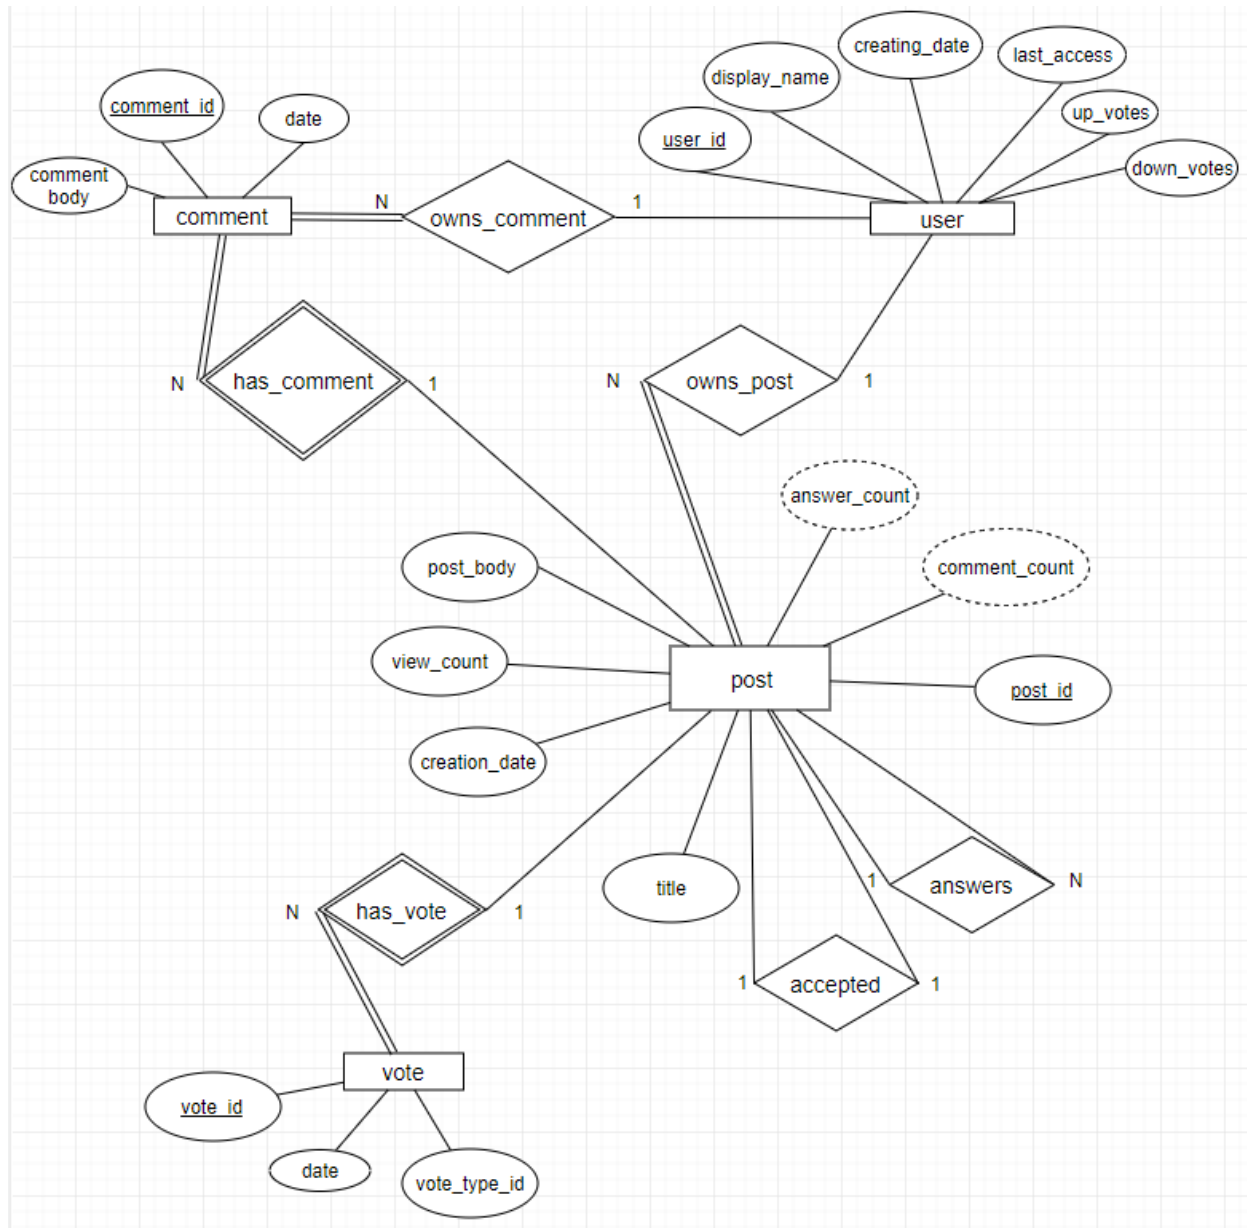 creating_date
last_access
display_name
comment_id
date
up_votes
user_id
down_votes
comment
body
comment
N
owns_comment
1
user
N
has_comment
1
N
owns_post
1
answer_count
post_body
comment_count
view_count
post
post_id
creation_date
title
1
answers
N
N
has_vote
1
1
accepted
1
vote
vote_id
date
vote_type_id